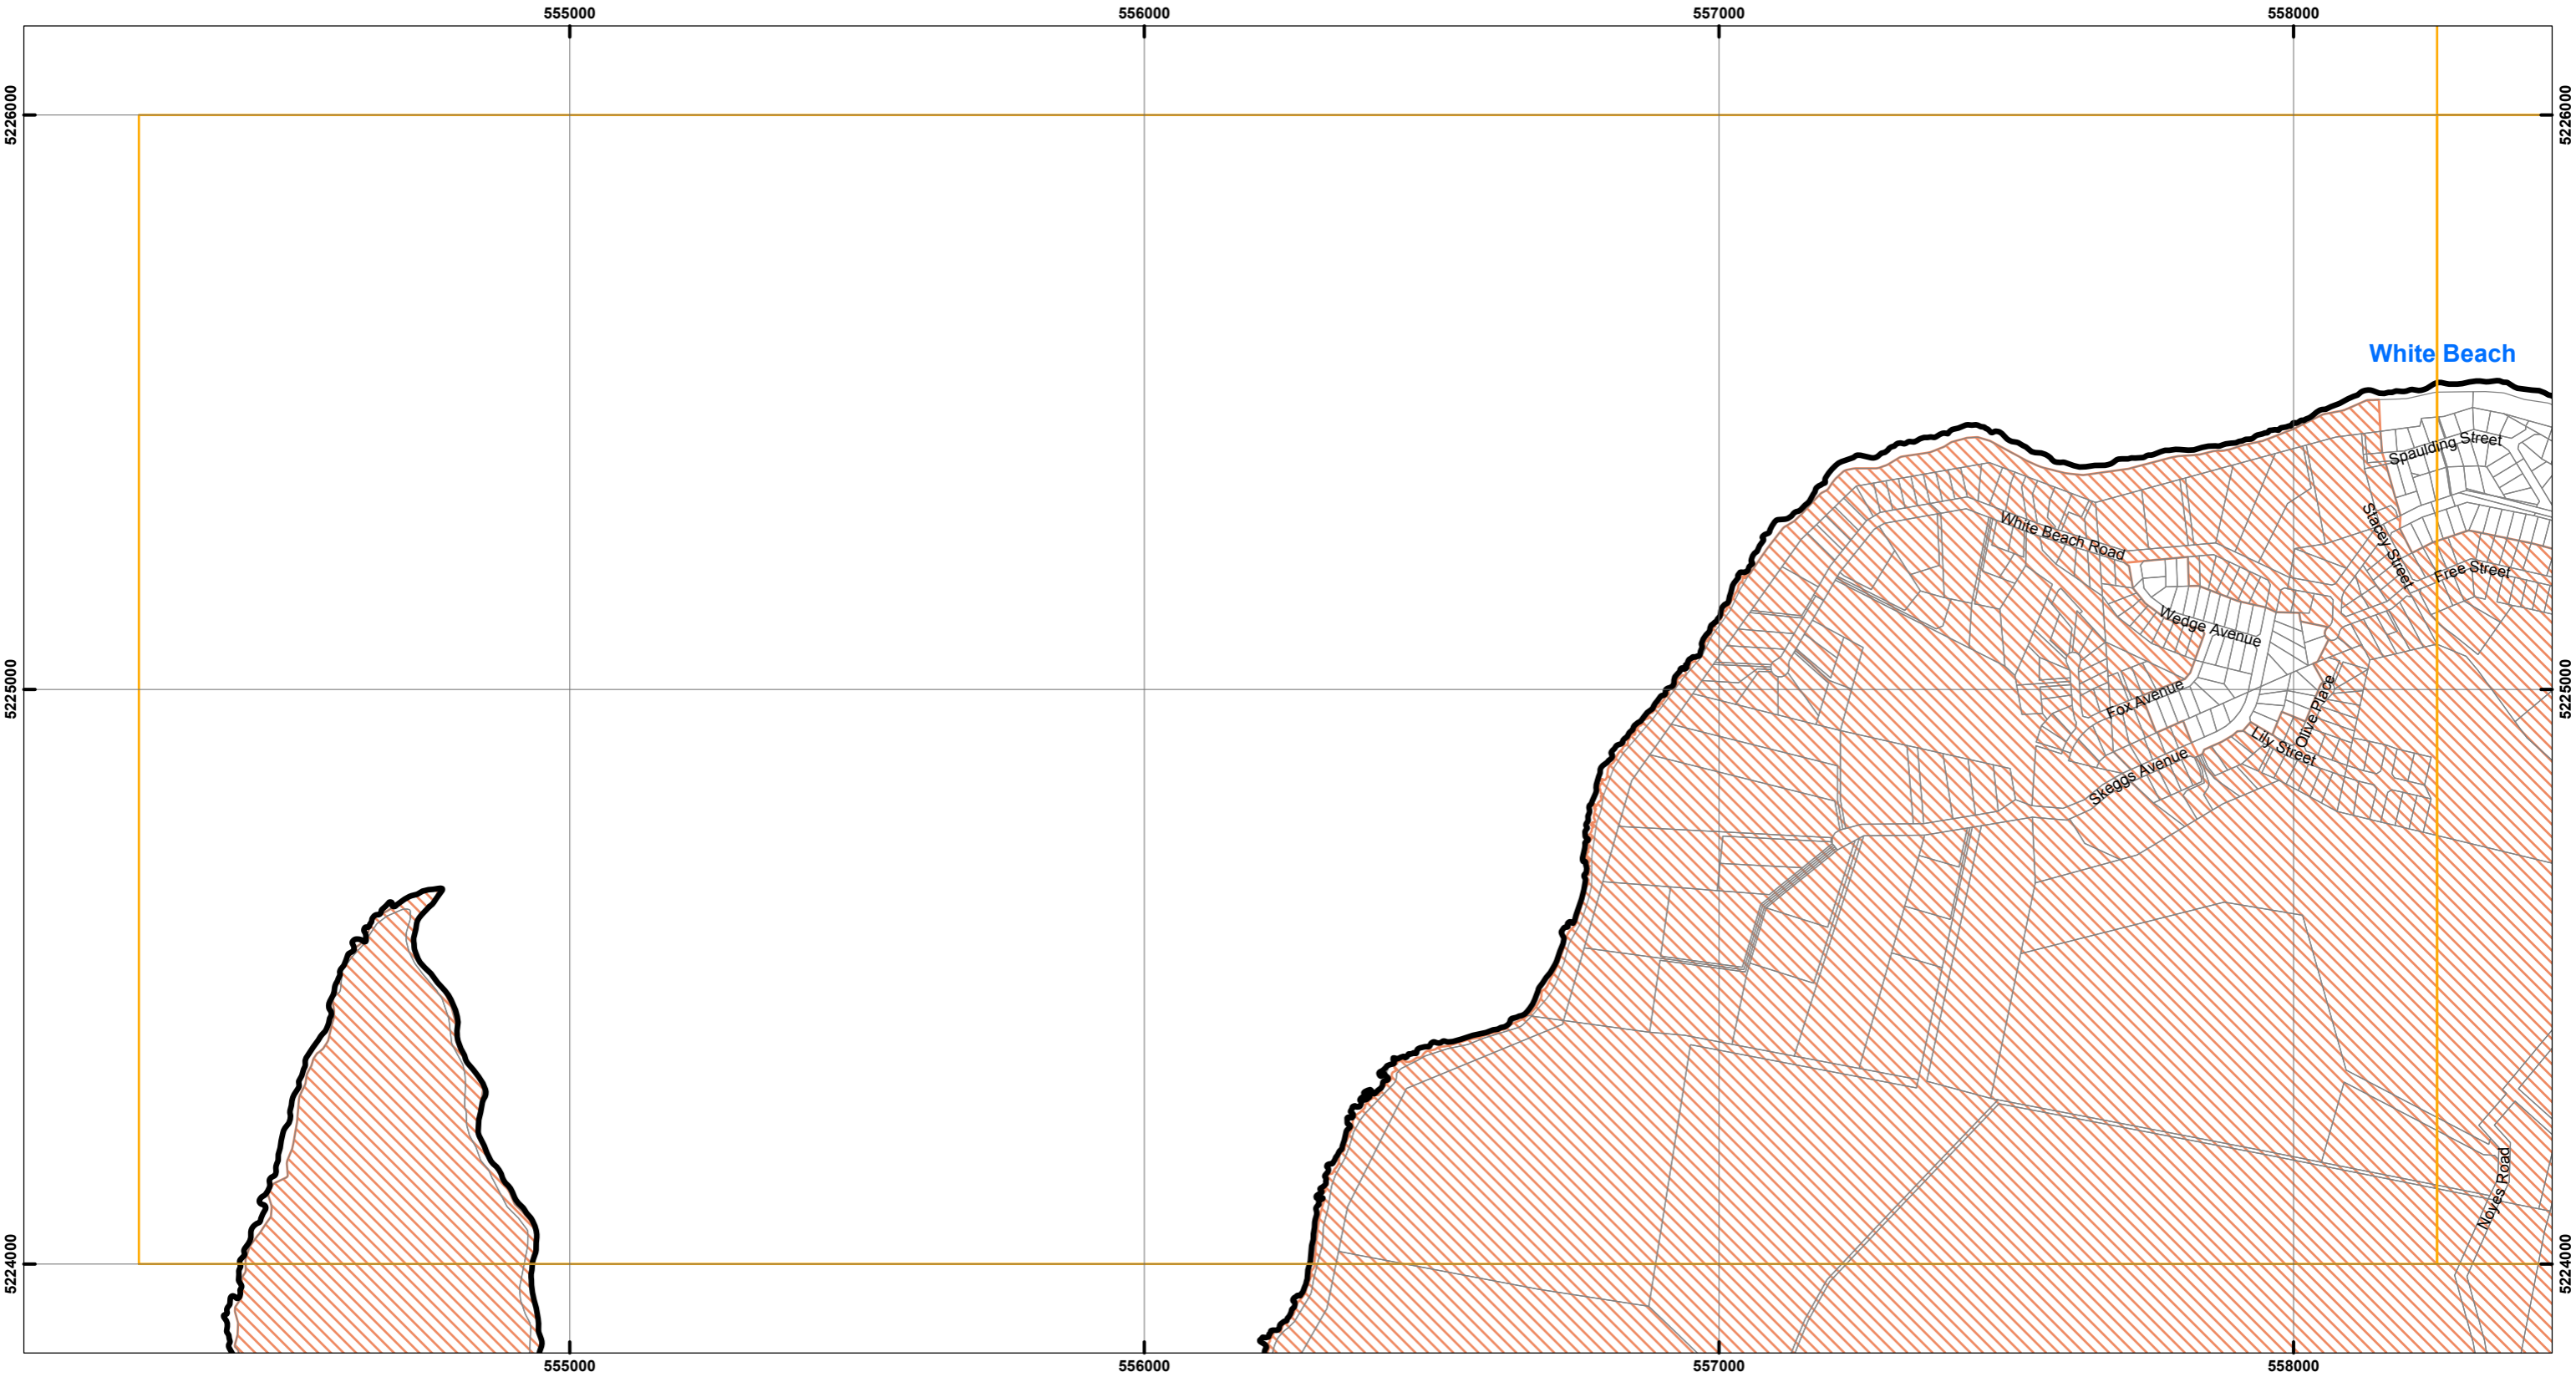 555000
556000
557000
558000
5226000
5226000
White Beach
Spaulding Street
White Beach Road
Stacey Street
Free Street
Wedge Avenue
5225000
5225000
Fox Avenue
Olive Place
Lily Street
Skeggs Avenue
Noyes Road
5224000
5224000
555000
556000
557000
558000